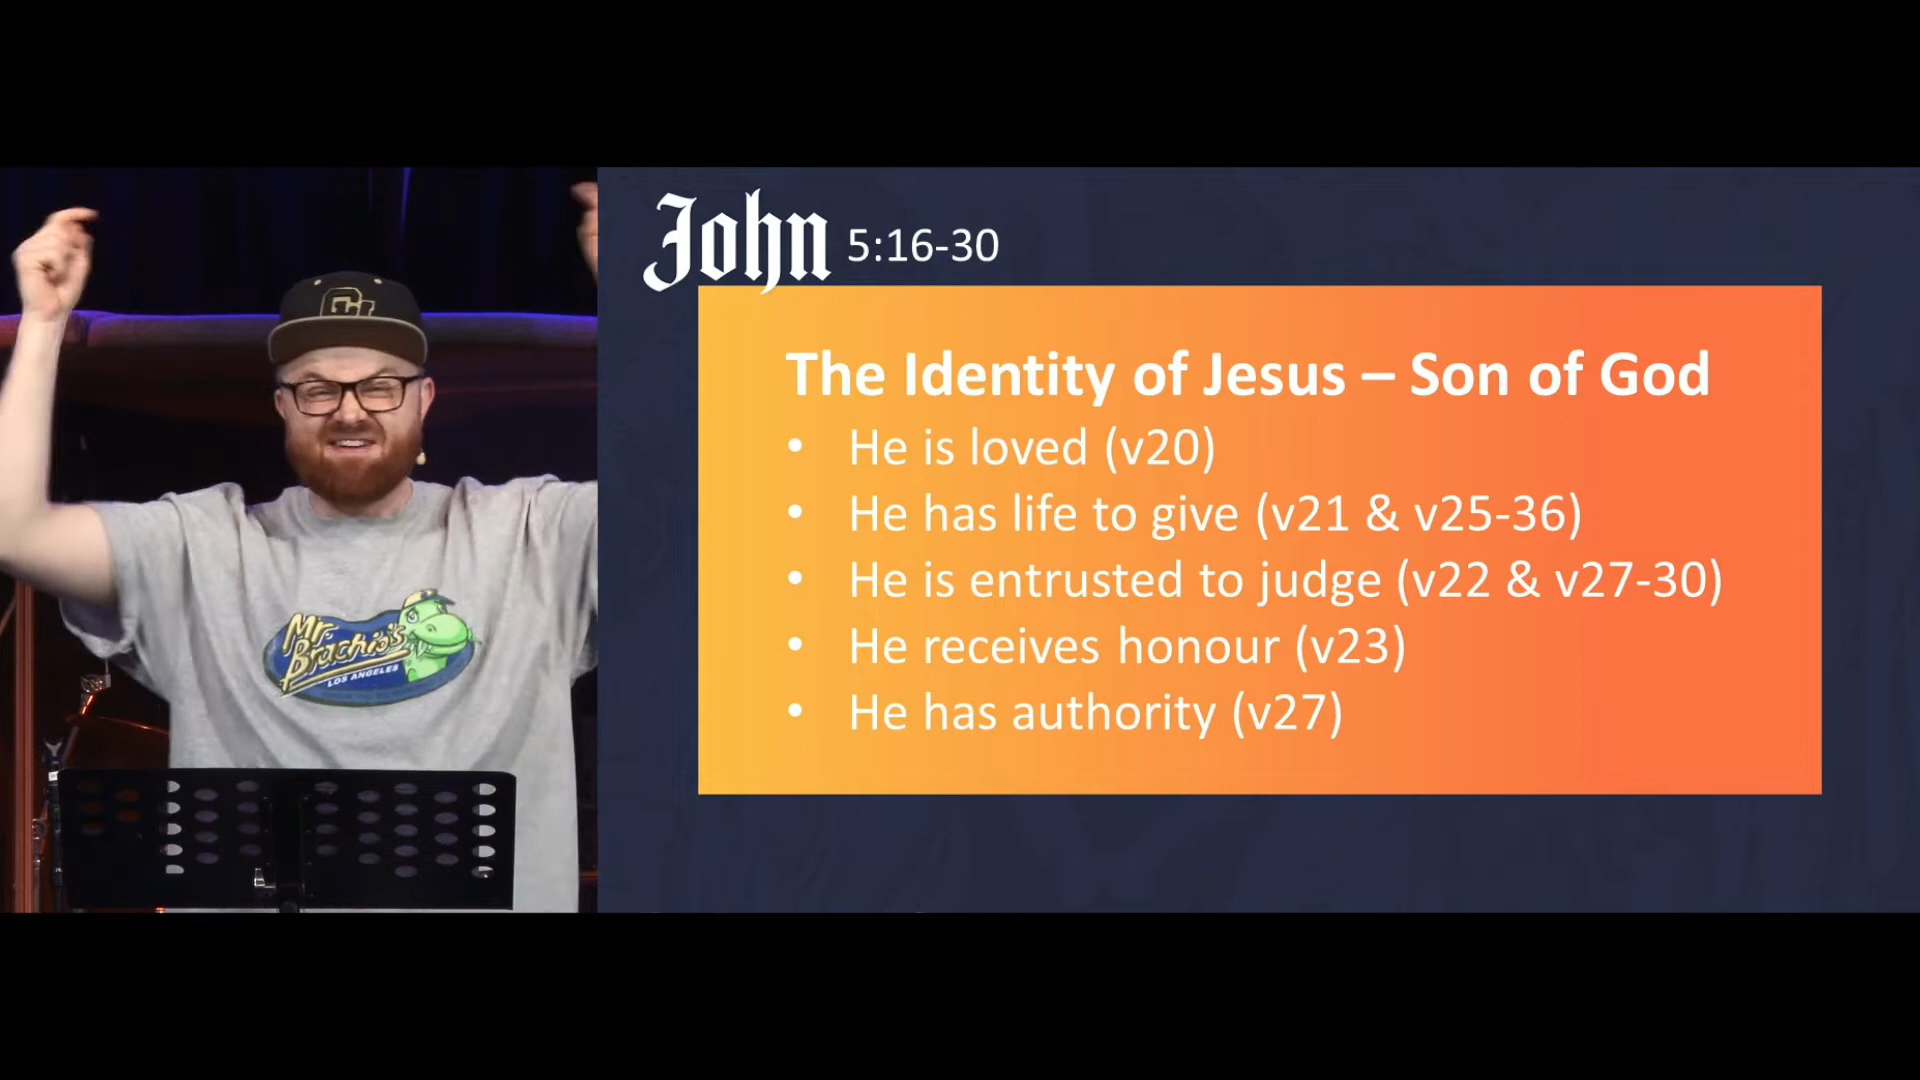 John 5:16-30
The Identity of Jesus – Son of God
• He is loved (v20)
• He has life to give (v21 & v25-36)
• He is entrusted to judge (v22 & v27-30)
• He receives honour (v23)
• He has authority (v27)
Mr.
Brachio's
LOS ANGELES